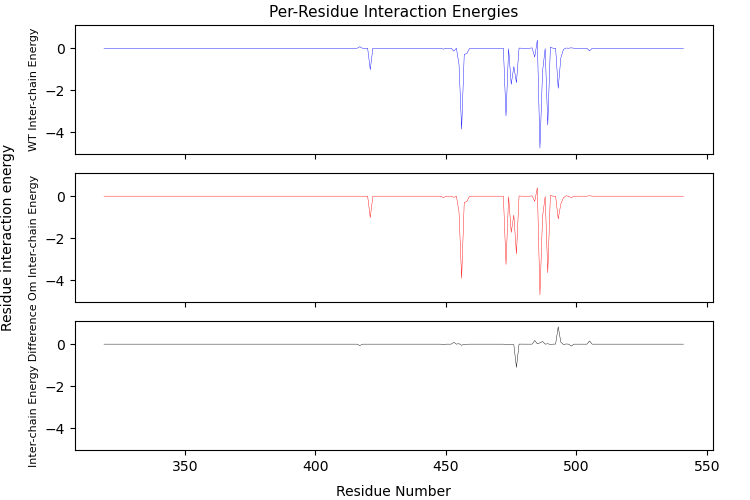 Per-Residue Interaction Energies
Residue interaction energy
WT Inter-chain Energy
0
−2
−4
Om Inter-chain Energy
0
−2
−4
Inter-chain Energy Difference
0
−2
−4
350
400
450
500
550
Residue Number